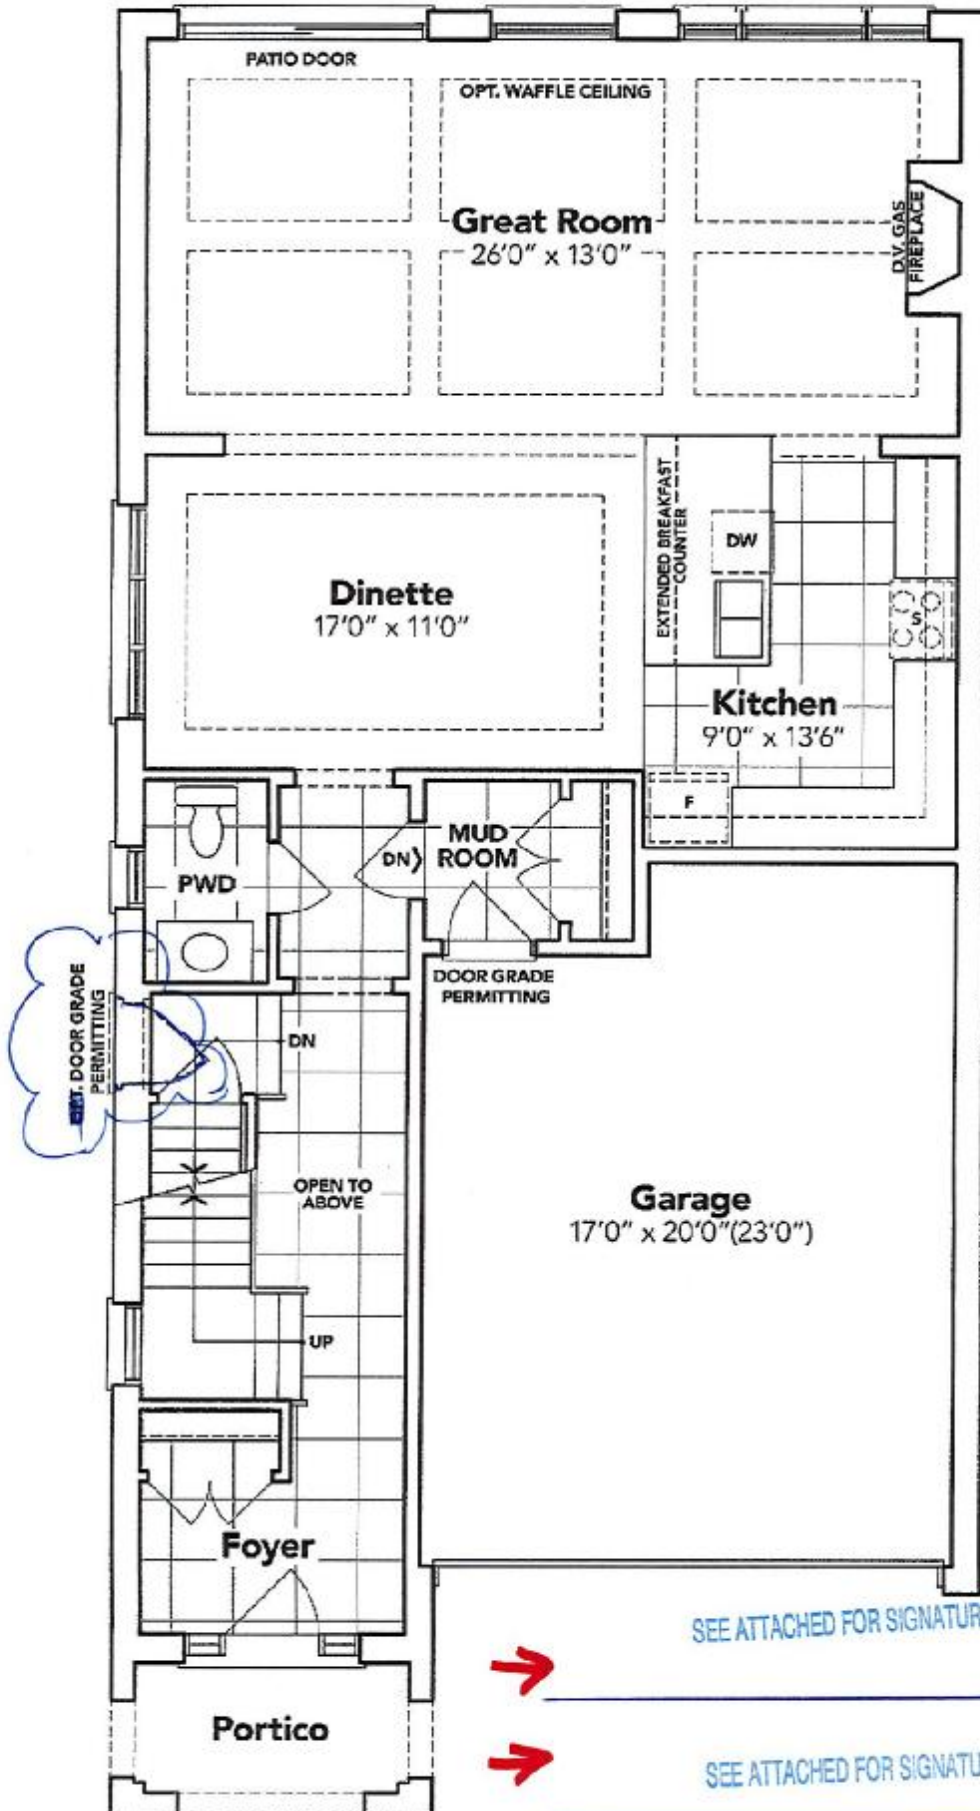 PATIO DOOR
OPT. WAFFLE CEILING
Great Room
26'0" x 13'0"
D.V. GAS
FIREPLACE
EXTENDED BREAKFAST
COUNTER
DW
Dinette
17'0" x 11'0"
S
Kitchen
9'0" x 13'6"
F
MUD
ROOM
DN
PWD
DOOR GRADE
PERMITTING
DOOR GRADE
PERMITTING
DN
OPEN TO
ABOVE
Garage
17'0" x 20'0"(23'0")
UP
Foyer
SEE ATTACHED FOR SIGNATUR
Portico
SEE ATTACHED FOR SIGNATU